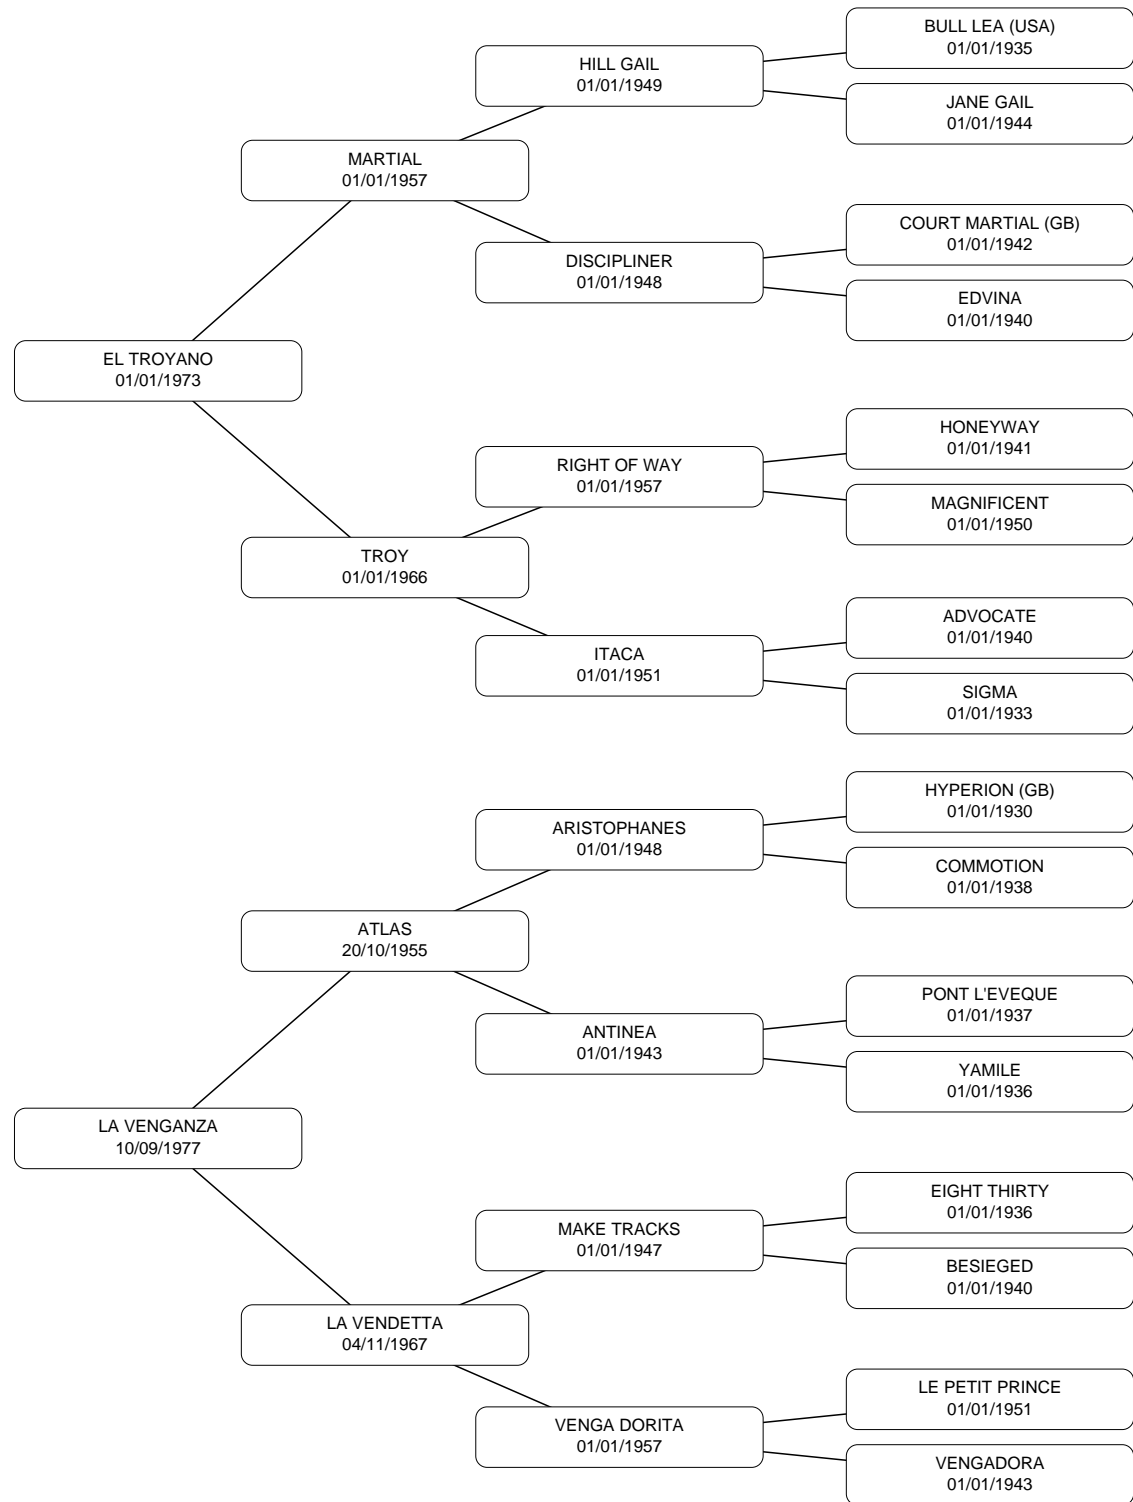 BULL LEA (USA)
01/01/1935
HILL GAIL
01/01/1949
JANE GAIL
01/01/1944
MARTIAL
01/01/1957
COURT MARTIAL (GB)
01/01/1942
DISCIPLINER
01/01/1948
EDVINA
01/01/1940
EL TROYANO
01/01/1973
HONEYWAY
01/01/1941
RIGHT OF WAY
01/01/1957
MAGNIFICENT
01/01/1950
TROY
01/01/1966
ADVOCATE
01/01/1940
ITACA
01/01/1951
SIGMA
01/01/1933
HYPERION (GB)
01/01/1930
ARISTOPHANES
01/01/1948
COMMOTION
01/01/1938
ATLAS
20/10/1955
PONT L'EVEQUE
01/01/1937
ANTINEA
01/01/1943
YAMILE
01/01/1936
LA VENGANZA
10/09/1977
EIGHT THIRTY
01/01/1936
MAKE TRACKS
01/01/1947
BESIEGED
01/01/1940
LA VENDETTA
04/11/1967
LE PETIT PRINCE
01/01/1951
VENGA DORITA
01/01/1957
VENGADORA
01/01/1943